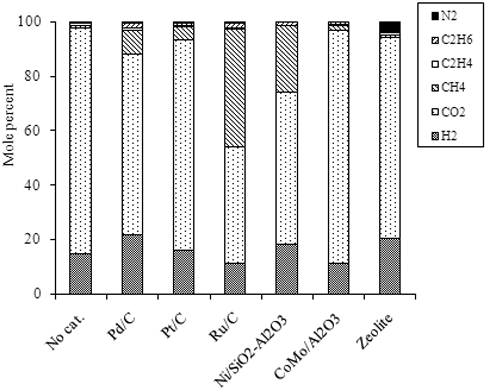 N2
C2H6
C2H4
CH4
CO2
H2
Mole percent
100
80
60
40
20
0
No cat.
Pd/C
Pt/C
Ru/C
Ni/SiO2-Al2O3
CoMo/Al2O3
Zeolite